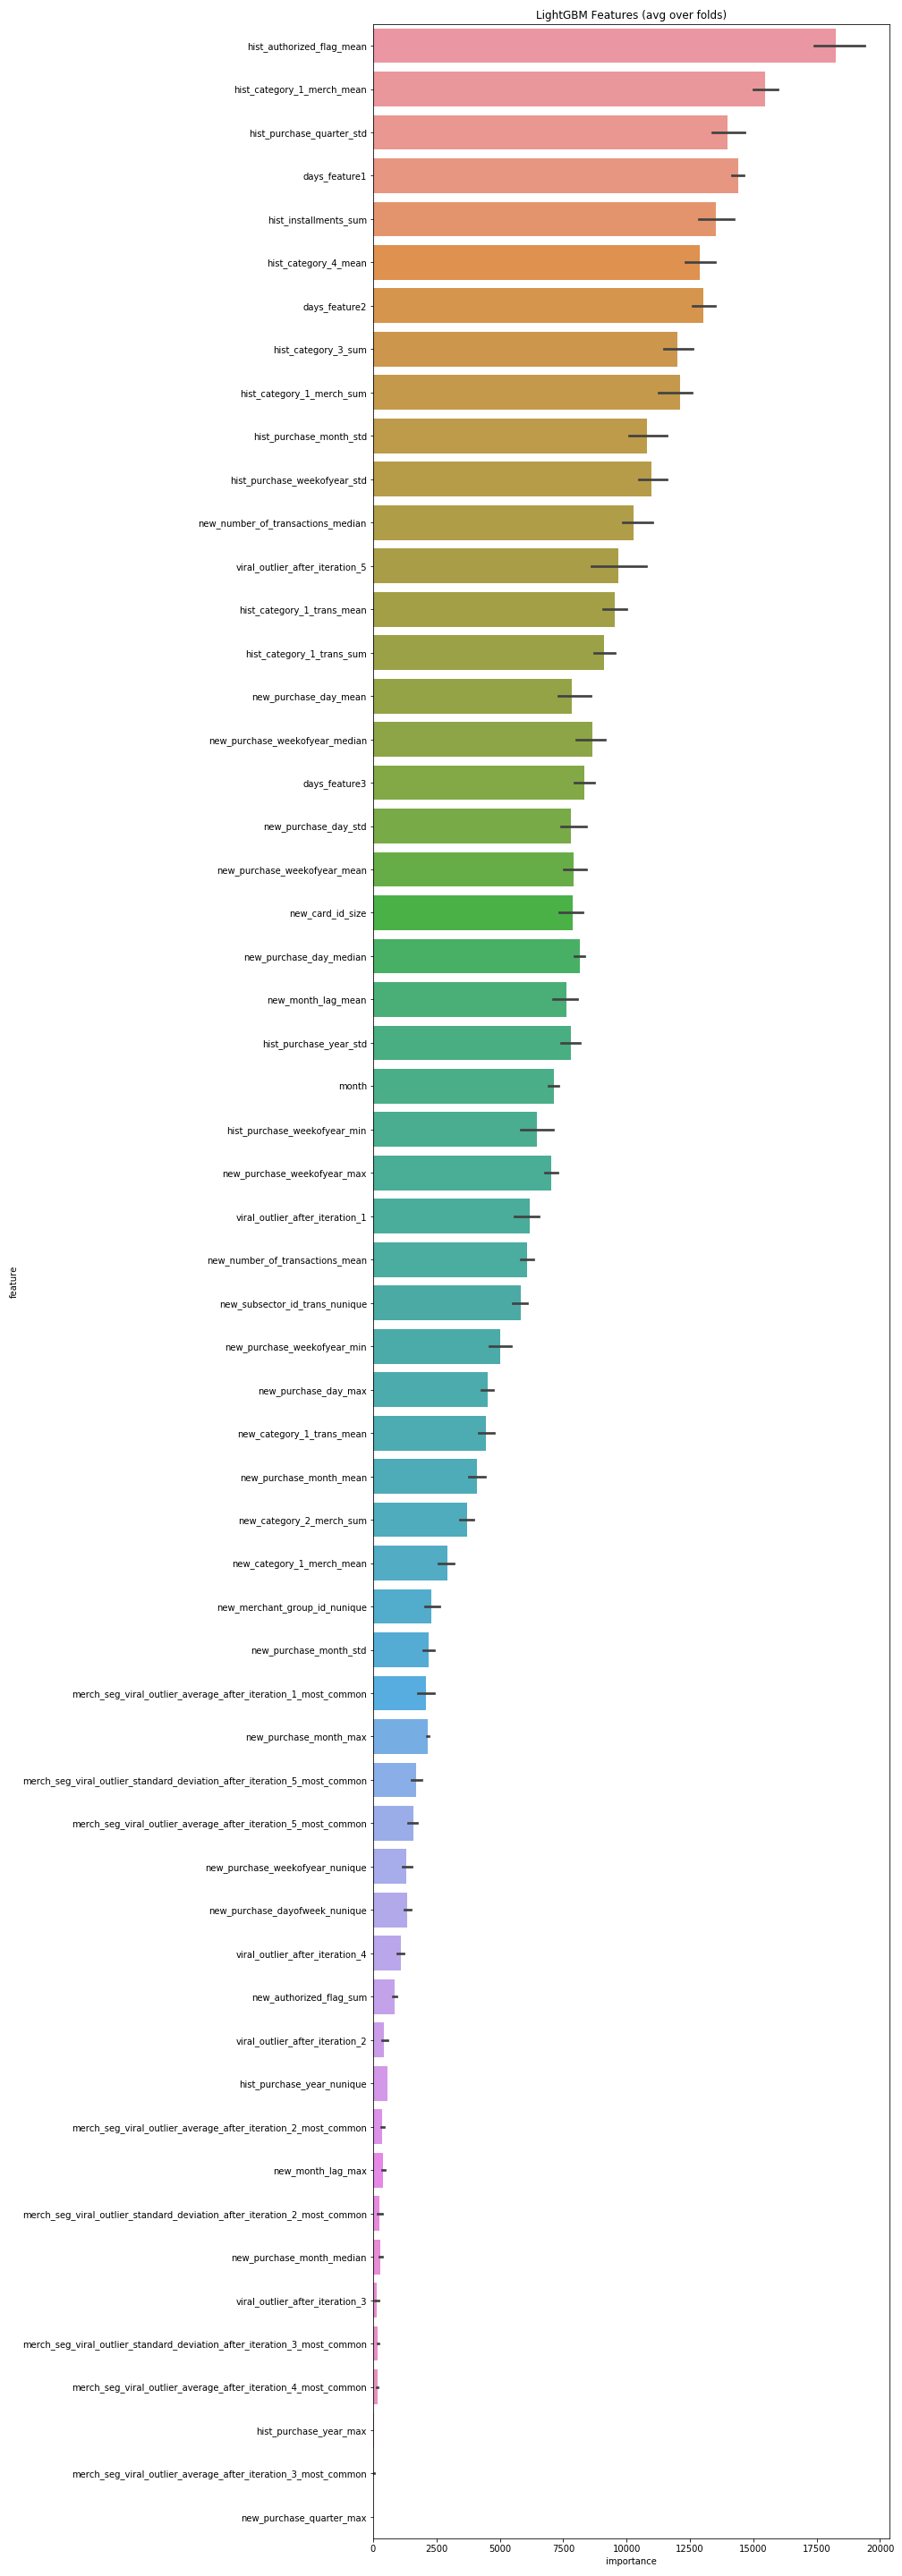 LightGBM Features (avg over folds)
hist_authorized_flag_mean
hist_category_1_merch_mean
hist_purchase_quarter_std
days_feature1
hist_installments_sum
hist_category_4_mean
days_feature2
hist_category_3_sum
hist_category_1_merch_sum
hist_purchase_month_std
hist_purchase_weekofyear_std
new_number_of_transactions_median
viral_outlier_after_iteration_5
hist_category_1_trans_mean
hist_category_1_trans_sum
new_purchase_day_mean
new_purchase_weekofyear_median
days_feature3
new_purchase_day_std
new_purchase_weekofyear_mean
new_card_id_size
new_purchase_day_median
new_month_lag_mean
hist_purchase_year_std
month
hist_purchase_weekofyear_min
new_purchase_weekofyear_max
viral_outlier_after_iteration_1
new_number_of_transactions_mean
feature
new_subsector_id_trans_nunique
new_purchase_weekofyear_min
new_purchase_day_max
new_category_1_trans_mean
new_purchase_month_mean
new_category_2_merch_sum
new_category_1_merch_mean
new_merchant_group_id_nunique
new_purchase_month_std
merch_seg_viral_outlier_average_after_iteration_1_most_common
new_purchase_month_max
merch_seg_viral_outlier_standard_deviation_after_iteration_5_most_common
merch_seg_viral_outlier_average_after_iteration_5_most_common
new_purchase_weekofyear_nunique
new_purchase_dayofweek_nunique
viral_outlier_after_iteration_4
new_authorized_flag_sum
viral_outlier_after_iteration_2
hist_purchase_year_nunique
merch_seg_viral_outlier_average_after_iteration_2_most_common
new_month_lag_max
merch_seg_viral_outlier_standard_deviation_after_iteration_2_most_common
new_purchase_month_median
viral_outlier_after_iteration_3
merch_seg_viral_outlier_standard_deviation_after_iteration_3_most_common
merch_seg_viral_outlier_average_after_iteration_4_most_common
hist_purchase_year_max
merch_seg_viral_outlier_average_after_iteration_3_most_common
new_purchase_quarter_max
0 2500 5000 7500 10000 12500 15000 17500 20000
importance